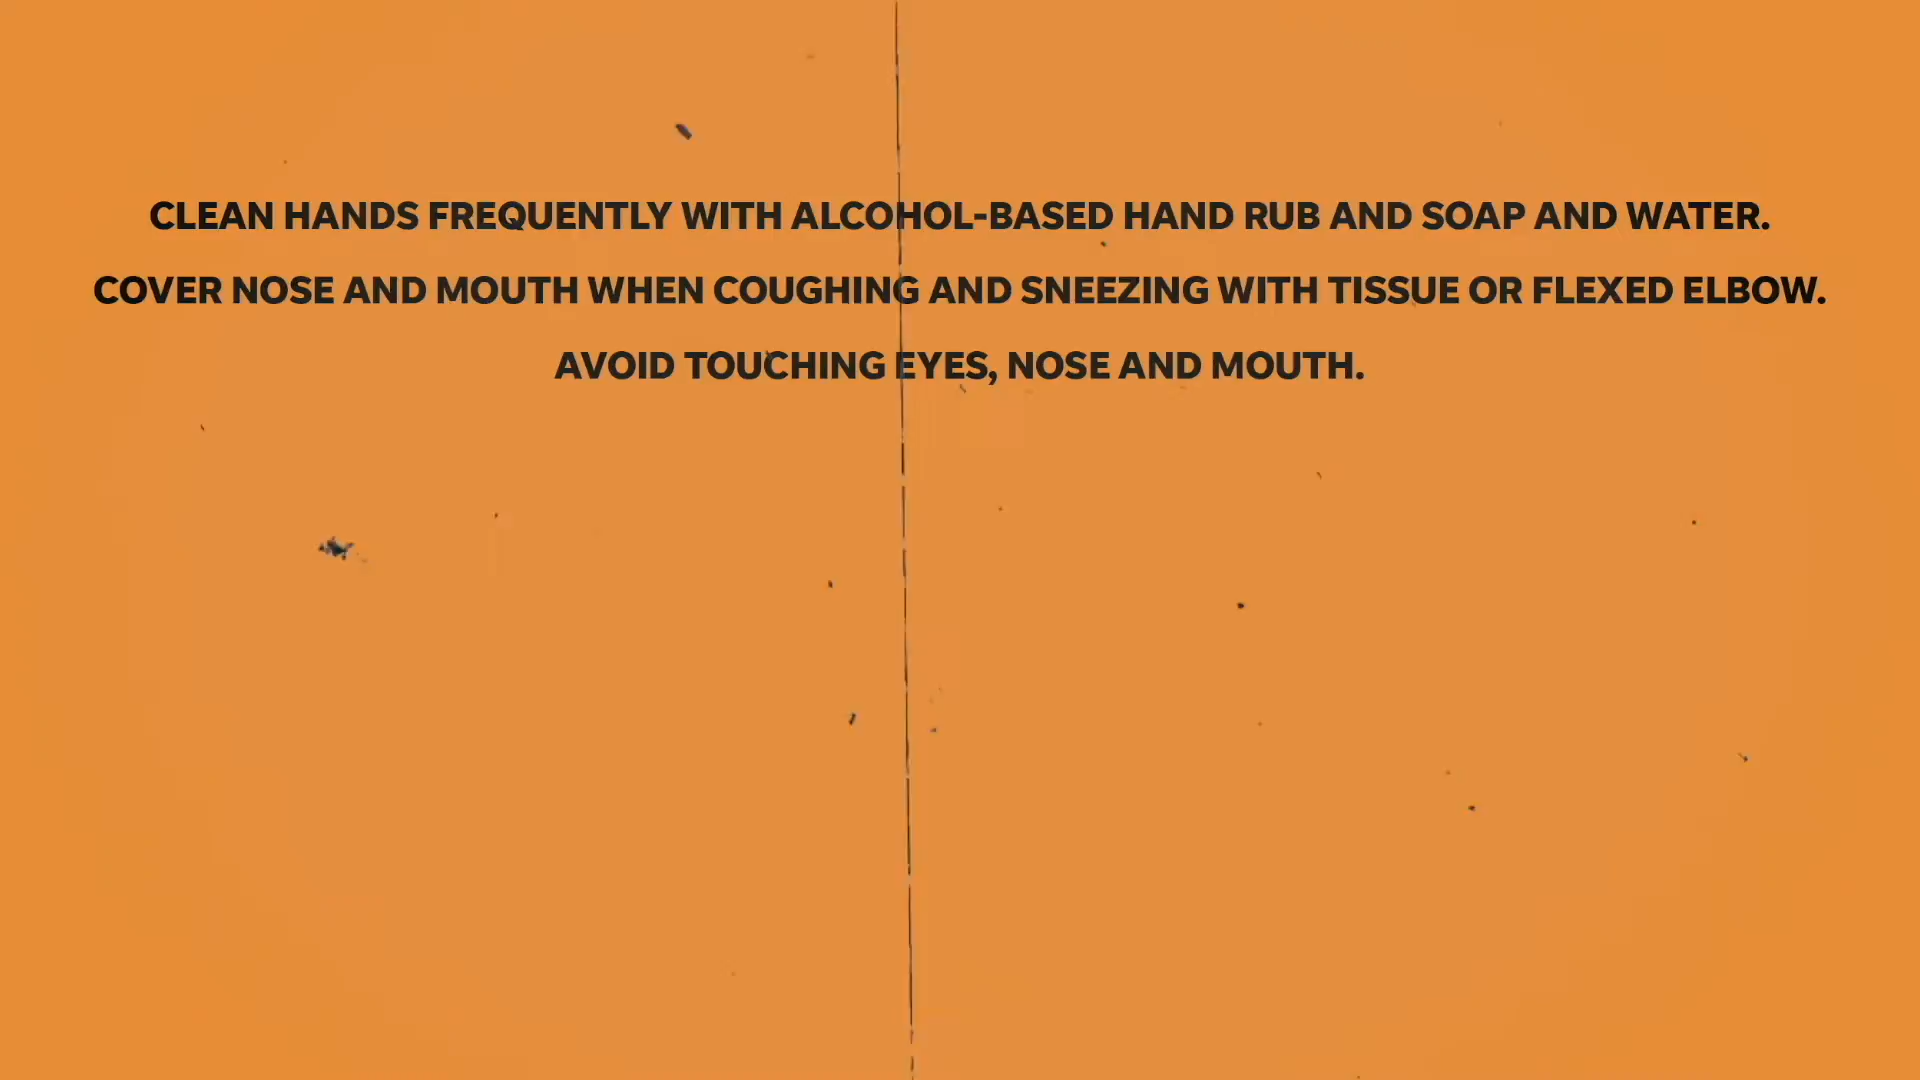 CLEAN HANDS FREQUENTLY WITH ALCOHOL-BASED HAND RUB AND SOAP AND WATER.
COVER NOSE AND MOUTH WHEN COUGHING AND SNEEZING WITH TISSUE OR FLEXED ELBOW.
AVOID TOUCHING EYES, NOSE AND MOUTH.